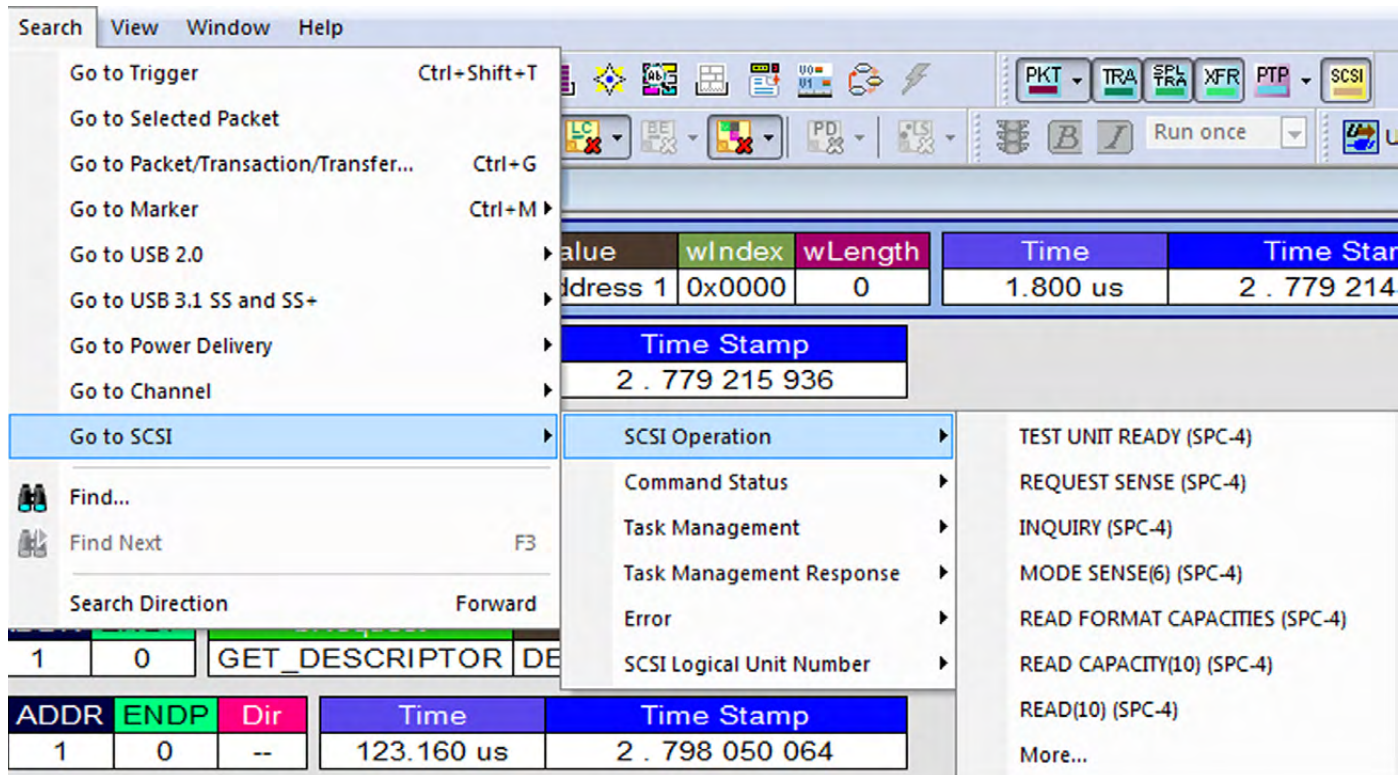 Search View Window Help
Go to Trigger Ctrl+Shift+T
Go to Selected Packet
Go to Packet/Transaction/Transfer... Ctrl+G
Go to Marker Ctrl+M
Go to USB 2.0
Go to USB 3.1 SS and SS+
Go to Power Delivery
Go to Channel
Go to SCSI
Find...
Find Next F3
Search Direction Forward
PKT TRA SPL TRA XFR PTP SCSI
LC BE PD LS B I Run once U
alue wIndex wLength Time Time Star
ddress 1 0x0000 0 1.800 us 2 . 779 214
Time Stamp
2 . 779 215 936
SCSI Operation
Command Status
Task Management
Task Management Response
Error
SCSI Logical Unit Number
TEST UNIT READY (SPC-4)
REQUEST SENSE (SPC-4)
INQUIRY (SPC-4)
MODE SENSE(6) (SPC-4)
READ FORMAT CAPACITIES (SPC-4)
READ CAPACITY(10) (SPC-4)
READ(10) (SPC-4)
More...
1 0 GET_DESCRIPTOR DE
ADDR ENDP Dir Time Time Stamp
1 0 -- 123.160 us 2 . 798 050 064